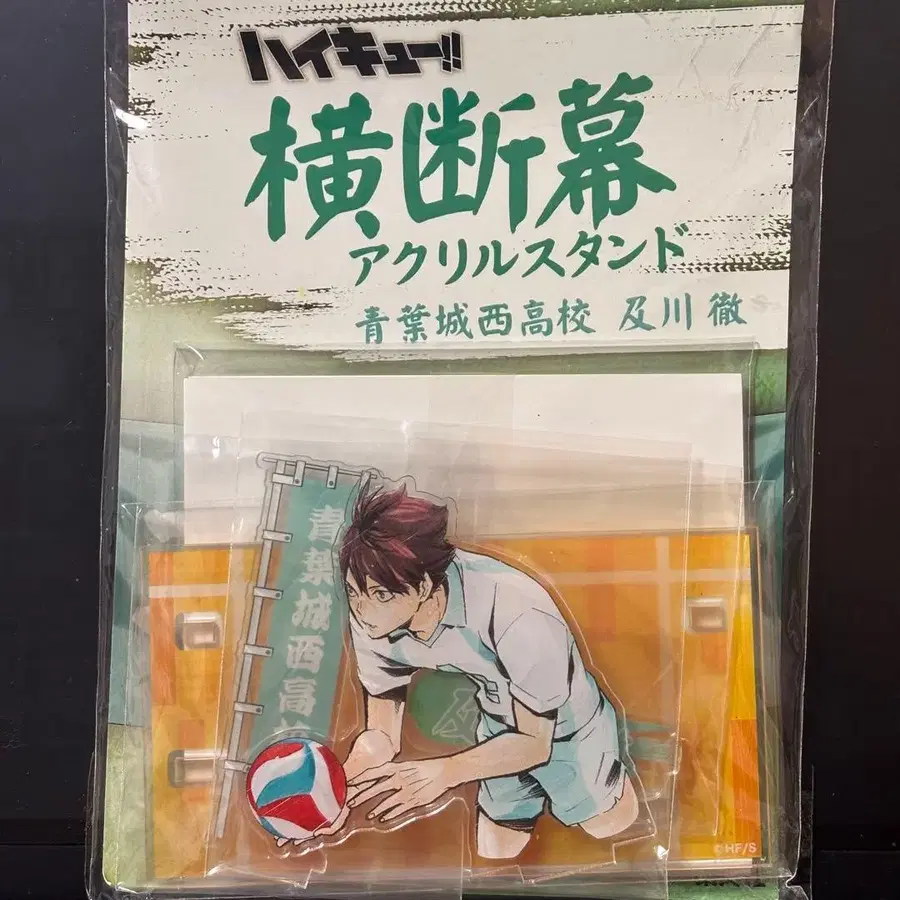 ハイキュー!!
横断幕
アクリルスタンド
青葉城西高校 及川 徹
青葉城西高
©HF/S